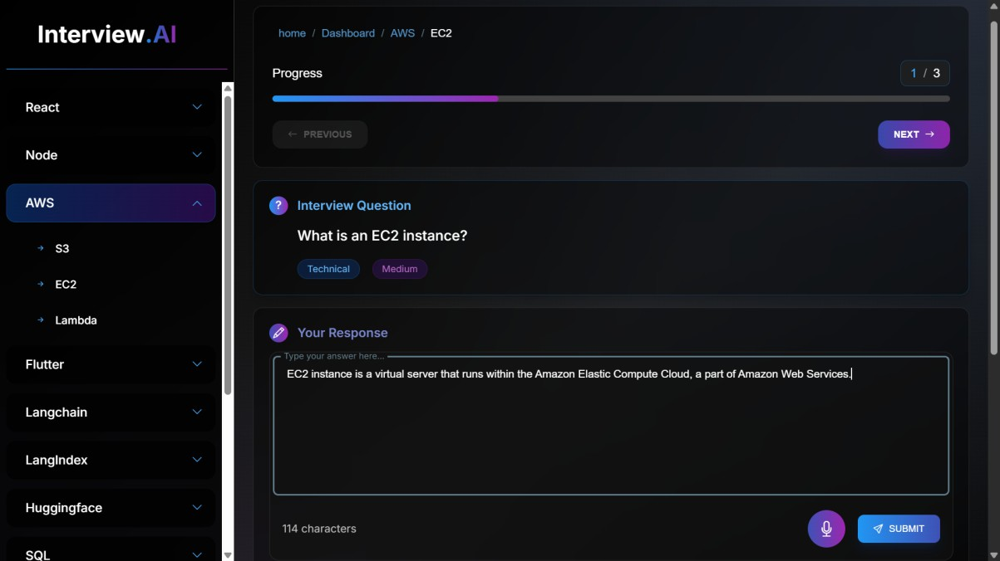 Interview.AI
React
Node
AWS
S3
EC2
Lambda
Flutter
Langchain
LangIndex
Huggingface
SQL
home / Dashboard / AWS / EC2
Progress
1 / 3
← PREVIOUS
NEXT →
?
Interview Question
What is an EC2 instance?
Technical
Medium
Your Response
Type your answer here...
EC2 instance is a virtual server that runs within the Amazon Elastic Compute Cloud, a part of Amazon Web Services.
114 characters
SUBMIT